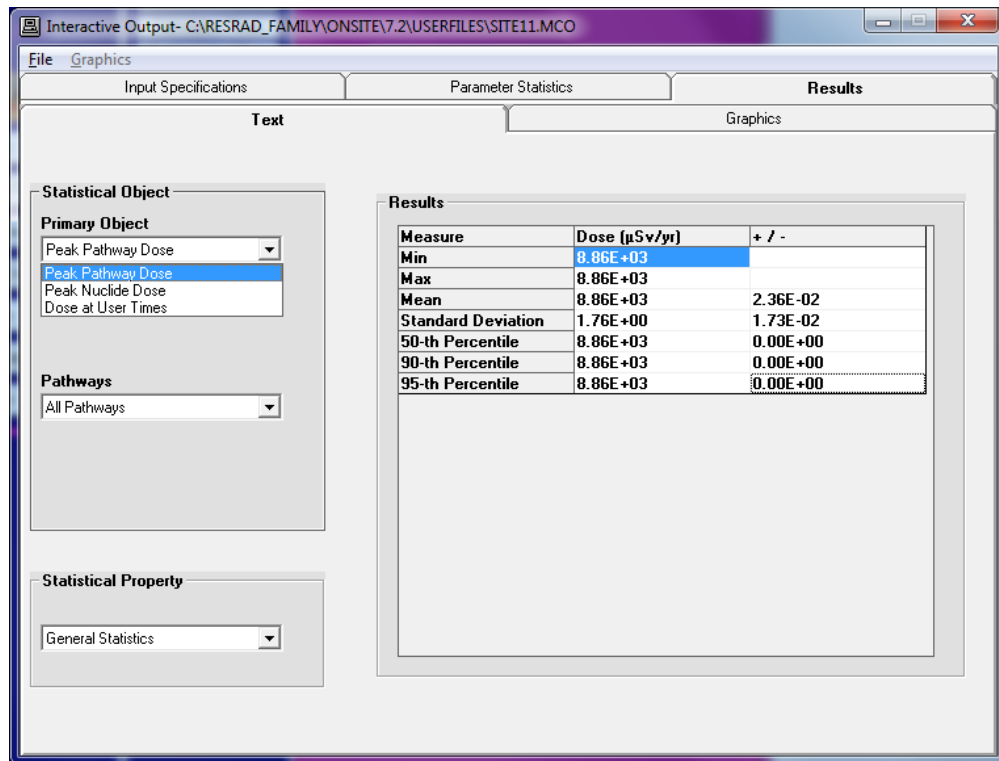 Interactive Output- C:\RESRAD_FAMILY\ONSITE\7.2\USERFILES\SITE11.MCO
File Graphics
Input Specifications Parameter Statistics Results
Text Graphics
Statistical Object
Primary Object
Peak Pathway Dose
Peak Pathway Dose
Peak Nuclide Dose
Dose at User Times
Pathways
All Pathways
Statistical Property
General Statistics
Results
Measure Dose (µSv/yr) + / -
Min 8.86E+03
Max 8.86E+03
Mean 8.86E+03 2.36E-02
Standard Deviation 1.76E+00 1.73E-02
50-th Percentile 8.86E+03 0.00E+00
90-th Percentile 8.86E+03 0.00E+00
95-th Percentile 8.86E+03 0.00E+00